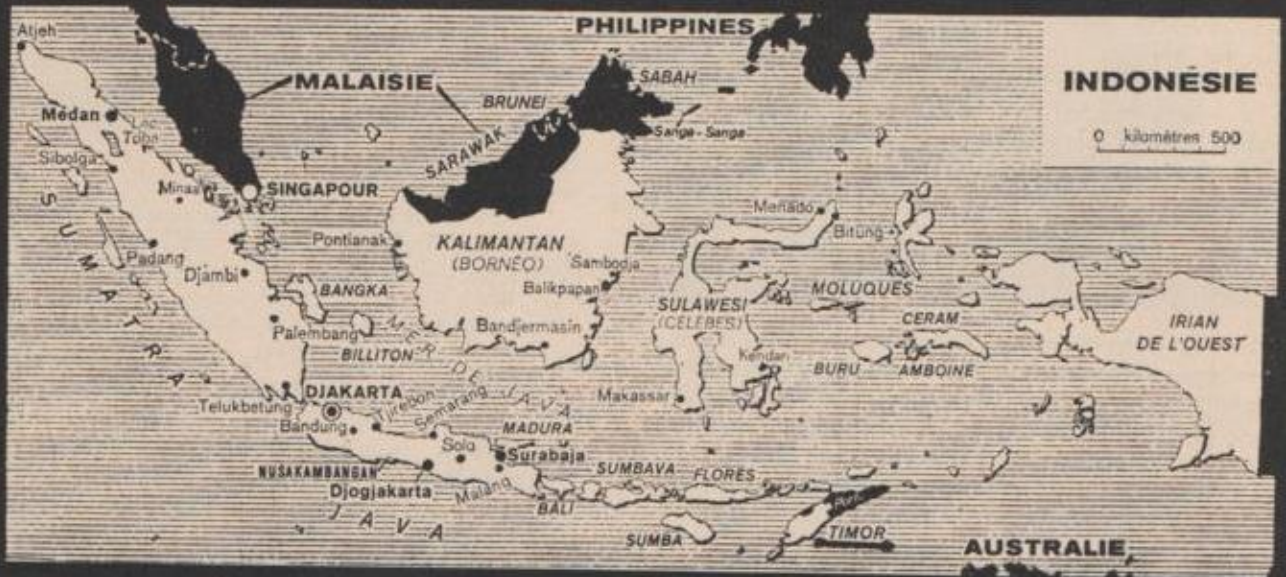 PHILIPPINES
INDONÉSIE
0 kilomètres 500
Atjeh
MALAISIE
SABAH
BRUNEI
Sanga-Sanga
SARAWAK
Médan
Lac
Toba
Sibolga
Minas
SINGAPOUR
SUMATRA
Padang
Djambi
Pontianak
KALIMANTAN
(BORNÉO)
Sambodja
Balikpapan
Bandjermasin
Menado
Bitung
BANGKA
Palembang
BILLITON
MER DE JAVA
SULAWESI
(CÉLÈBES)
Kendari
Makassar
MOLUQUES
CERAM
BURU
AMBOINE
IRIAN
DE L'OUEST
DJAKARTA
Telukbetung
Bandung
Tjirebon
Semarang
MADURA
Solo
Surabaja
NUSAKAMBANGAN
Djogjakarta
Malang
JAVA
BALI
SUMBAVA
FLORES
SUMBA
TIMOR
AUSTRALIE